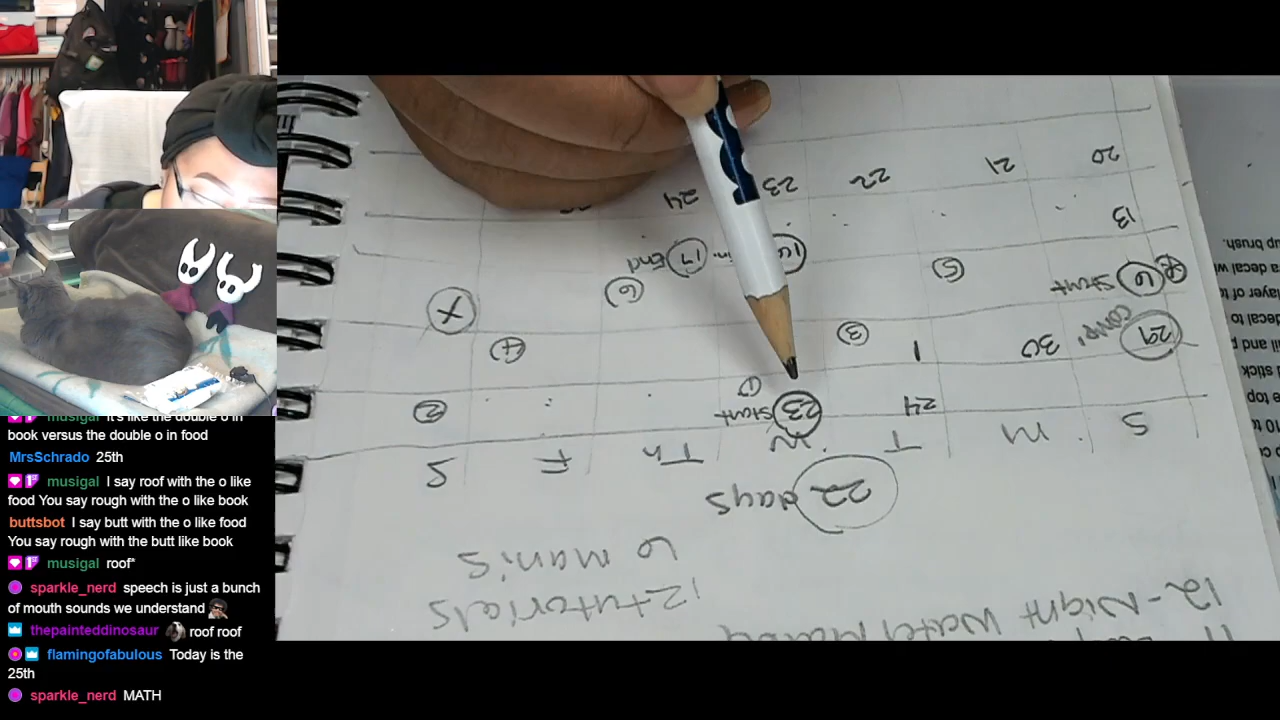 musigal It's like the double o in
book versus the double o in food
MrsSchrado 25th
musigal I say roof with the o like
food You say rough with the o like book
buttsbot I say butt with the o like food
You say rough with the butt like book
musigal roof*
sparkle_nerd speech is just a bunch
of mouth sounds we understand
thepainteddinosaur roof roof
flamingofabulous Today is the
25th
sparkle_nerd MATH
12-Night Water Marble
12 tutorials
6 manis
22 days
S M T W Th F S
24 23 start 1 2
29 comp' 30 1 3 4 X
6 start 5 6
13 17 End
20 21 22 23 24